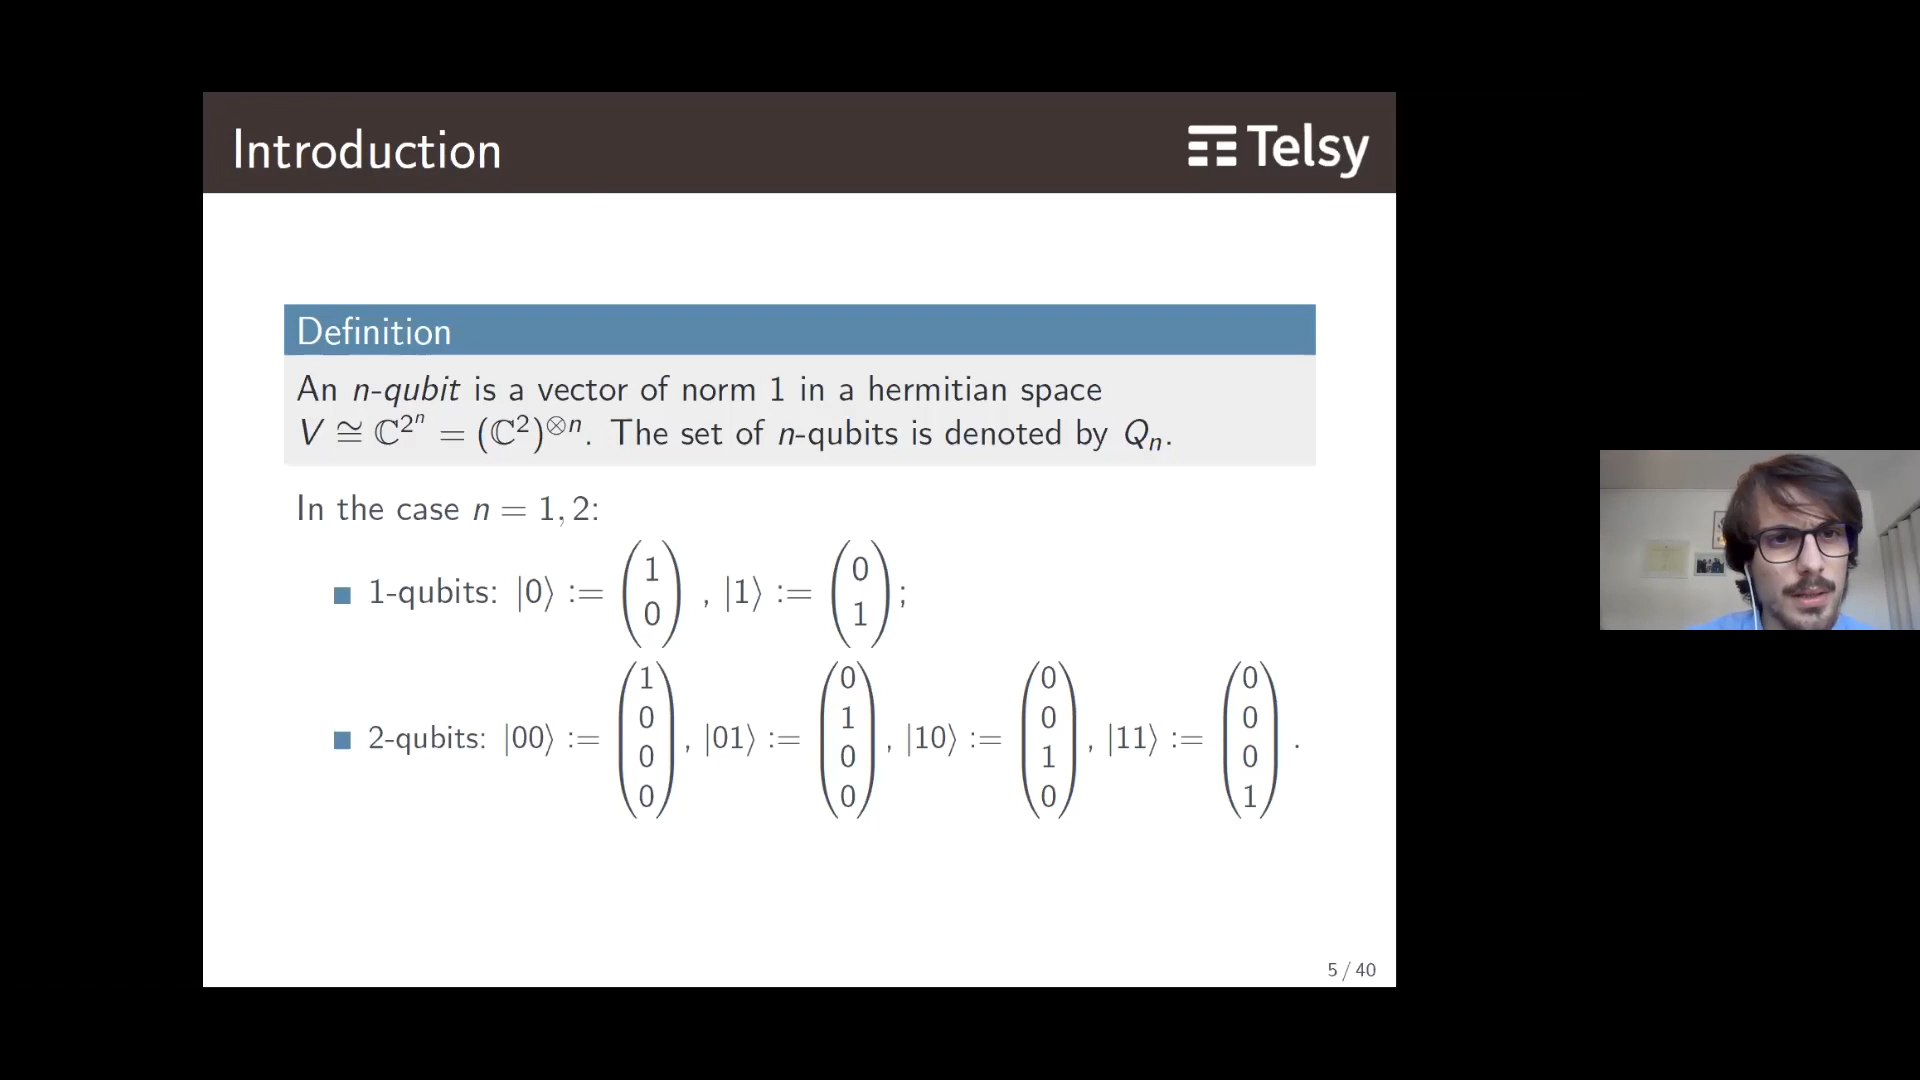 Introduction
Telsy
Definition
An n-qubit is a vector of norm 1 in a hermitian space
V ≅ ℂ^{2^n} = (ℂ^2)^{⊗n}. The set of n-qubits is denoted by Q_n.
In the case n = 1, 2:
1-qubits: |0⟩ := (1 0), |1⟩ := (0 1);
2-qubits: |00⟩ := (1 0 0 0), |01⟩ := (0 1 0 0), |10⟩ := (0 0 1 0), |11⟩ := (0 0 0 1).
5 / 40